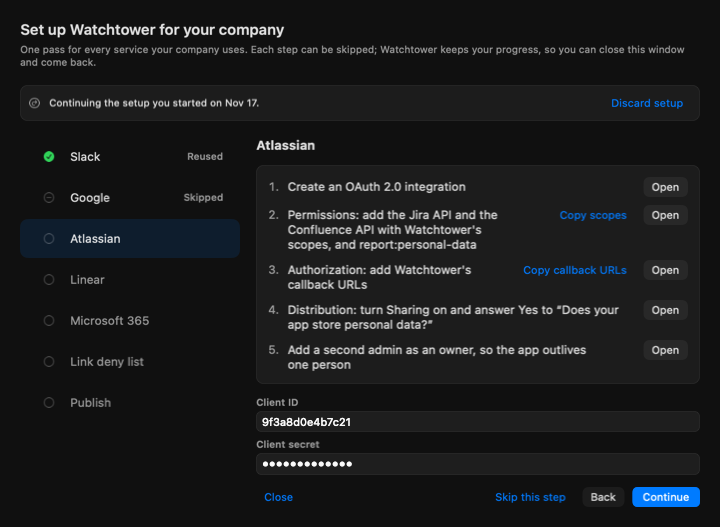 Set up Watchtower for your company
One pass for every service your company uses. Each step can be skipped; Watchtower keeps your progress, so you can close this window
and come back.
Continuing the setup you started on Nov 17.
Discard setup
Slack
Reused
Google
Skipped
Atlassian
Linear
Microsoft 365
Link deny list
Publish
Atlassian
1. Create an OAuth 2.0 integration
Open
2. Permissions: add the Jira API and the
Confluence API with Watchtower's
scopes, and report:personal-data
Copy scopes
Open
3. Authorization: add Watchtower's
callback URLs
Copy callback URLs
Open
4. Distribution: turn Sharing on and answer Yes to “Does your
app store personal data?”
Open
5. Add a second admin as an owner, so the app outlives
one person
Open
Client ID
9f3a8d0e4b7c21
Client secret
•••••••••••••
Close
Skip this step
Back
Continue